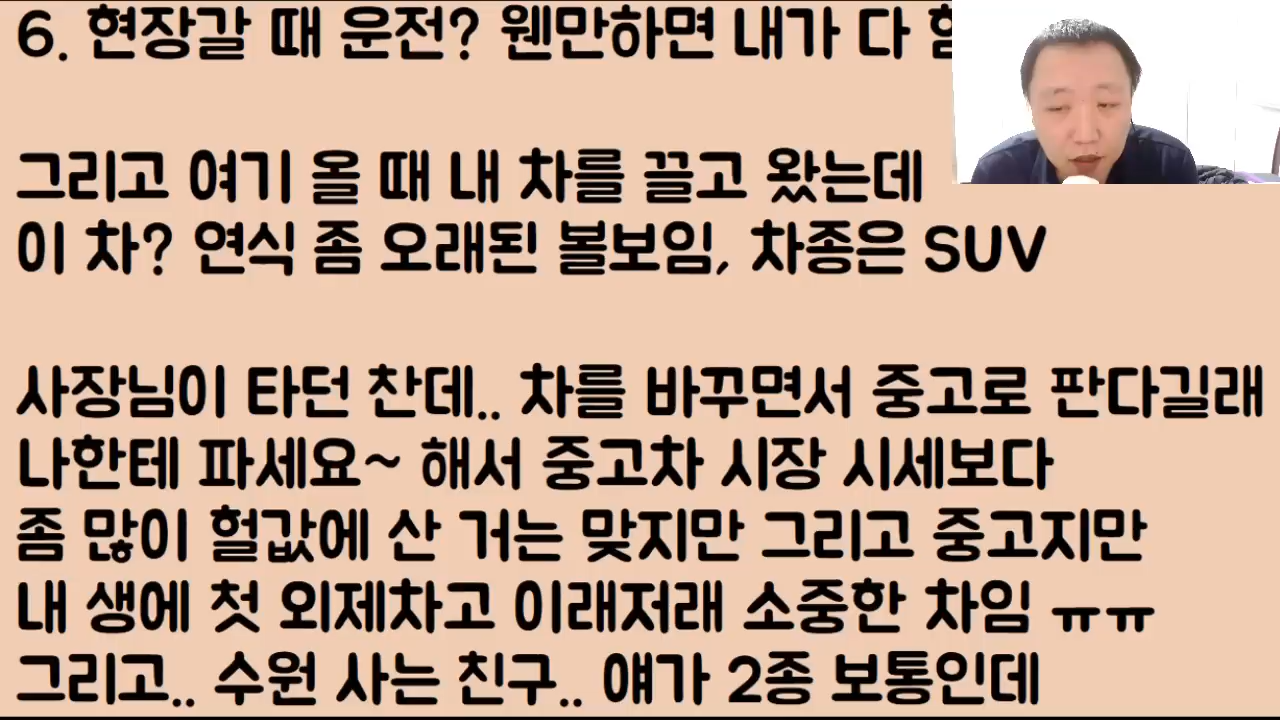 6. 현장갈 때 운전? 웬만하면 내가 다
그리고 여기 올 때 내 차를 끌고 왔는데
이 차? 연식 좀 오래된 볼보임, 차종은 SUV
사장님이 타던 찬데.. 차를 바꾸면서 중고로 판다길래
나한테 파세요~ 해서 중고차 시장 시세보다
좀 많이 헐값에 산 거는 맞지만 그리고 중고지만
내 생에 첫 외제차고 이래저래 소중한 차임 ㅠㅠ
그리고.. 수원 사는 친구.. 얘가 2종 보통인데